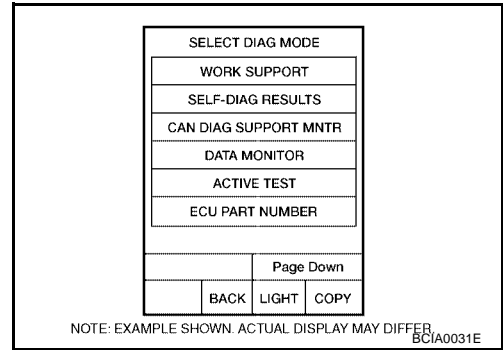 SELECT DIAG MODE
WORK SUPPORT
SELF-DIAG RESULTS
CAN DIAG SUPPORT MNTR
DATA MONITOR
ACTIVE TEST
ECU PART NUMBER
Page Down
BACK LIGHT COPY
NOTE: EXAMPLE SHOWN. ACTUAL DISPLAY MAY DIFFER.
BCIA0031E